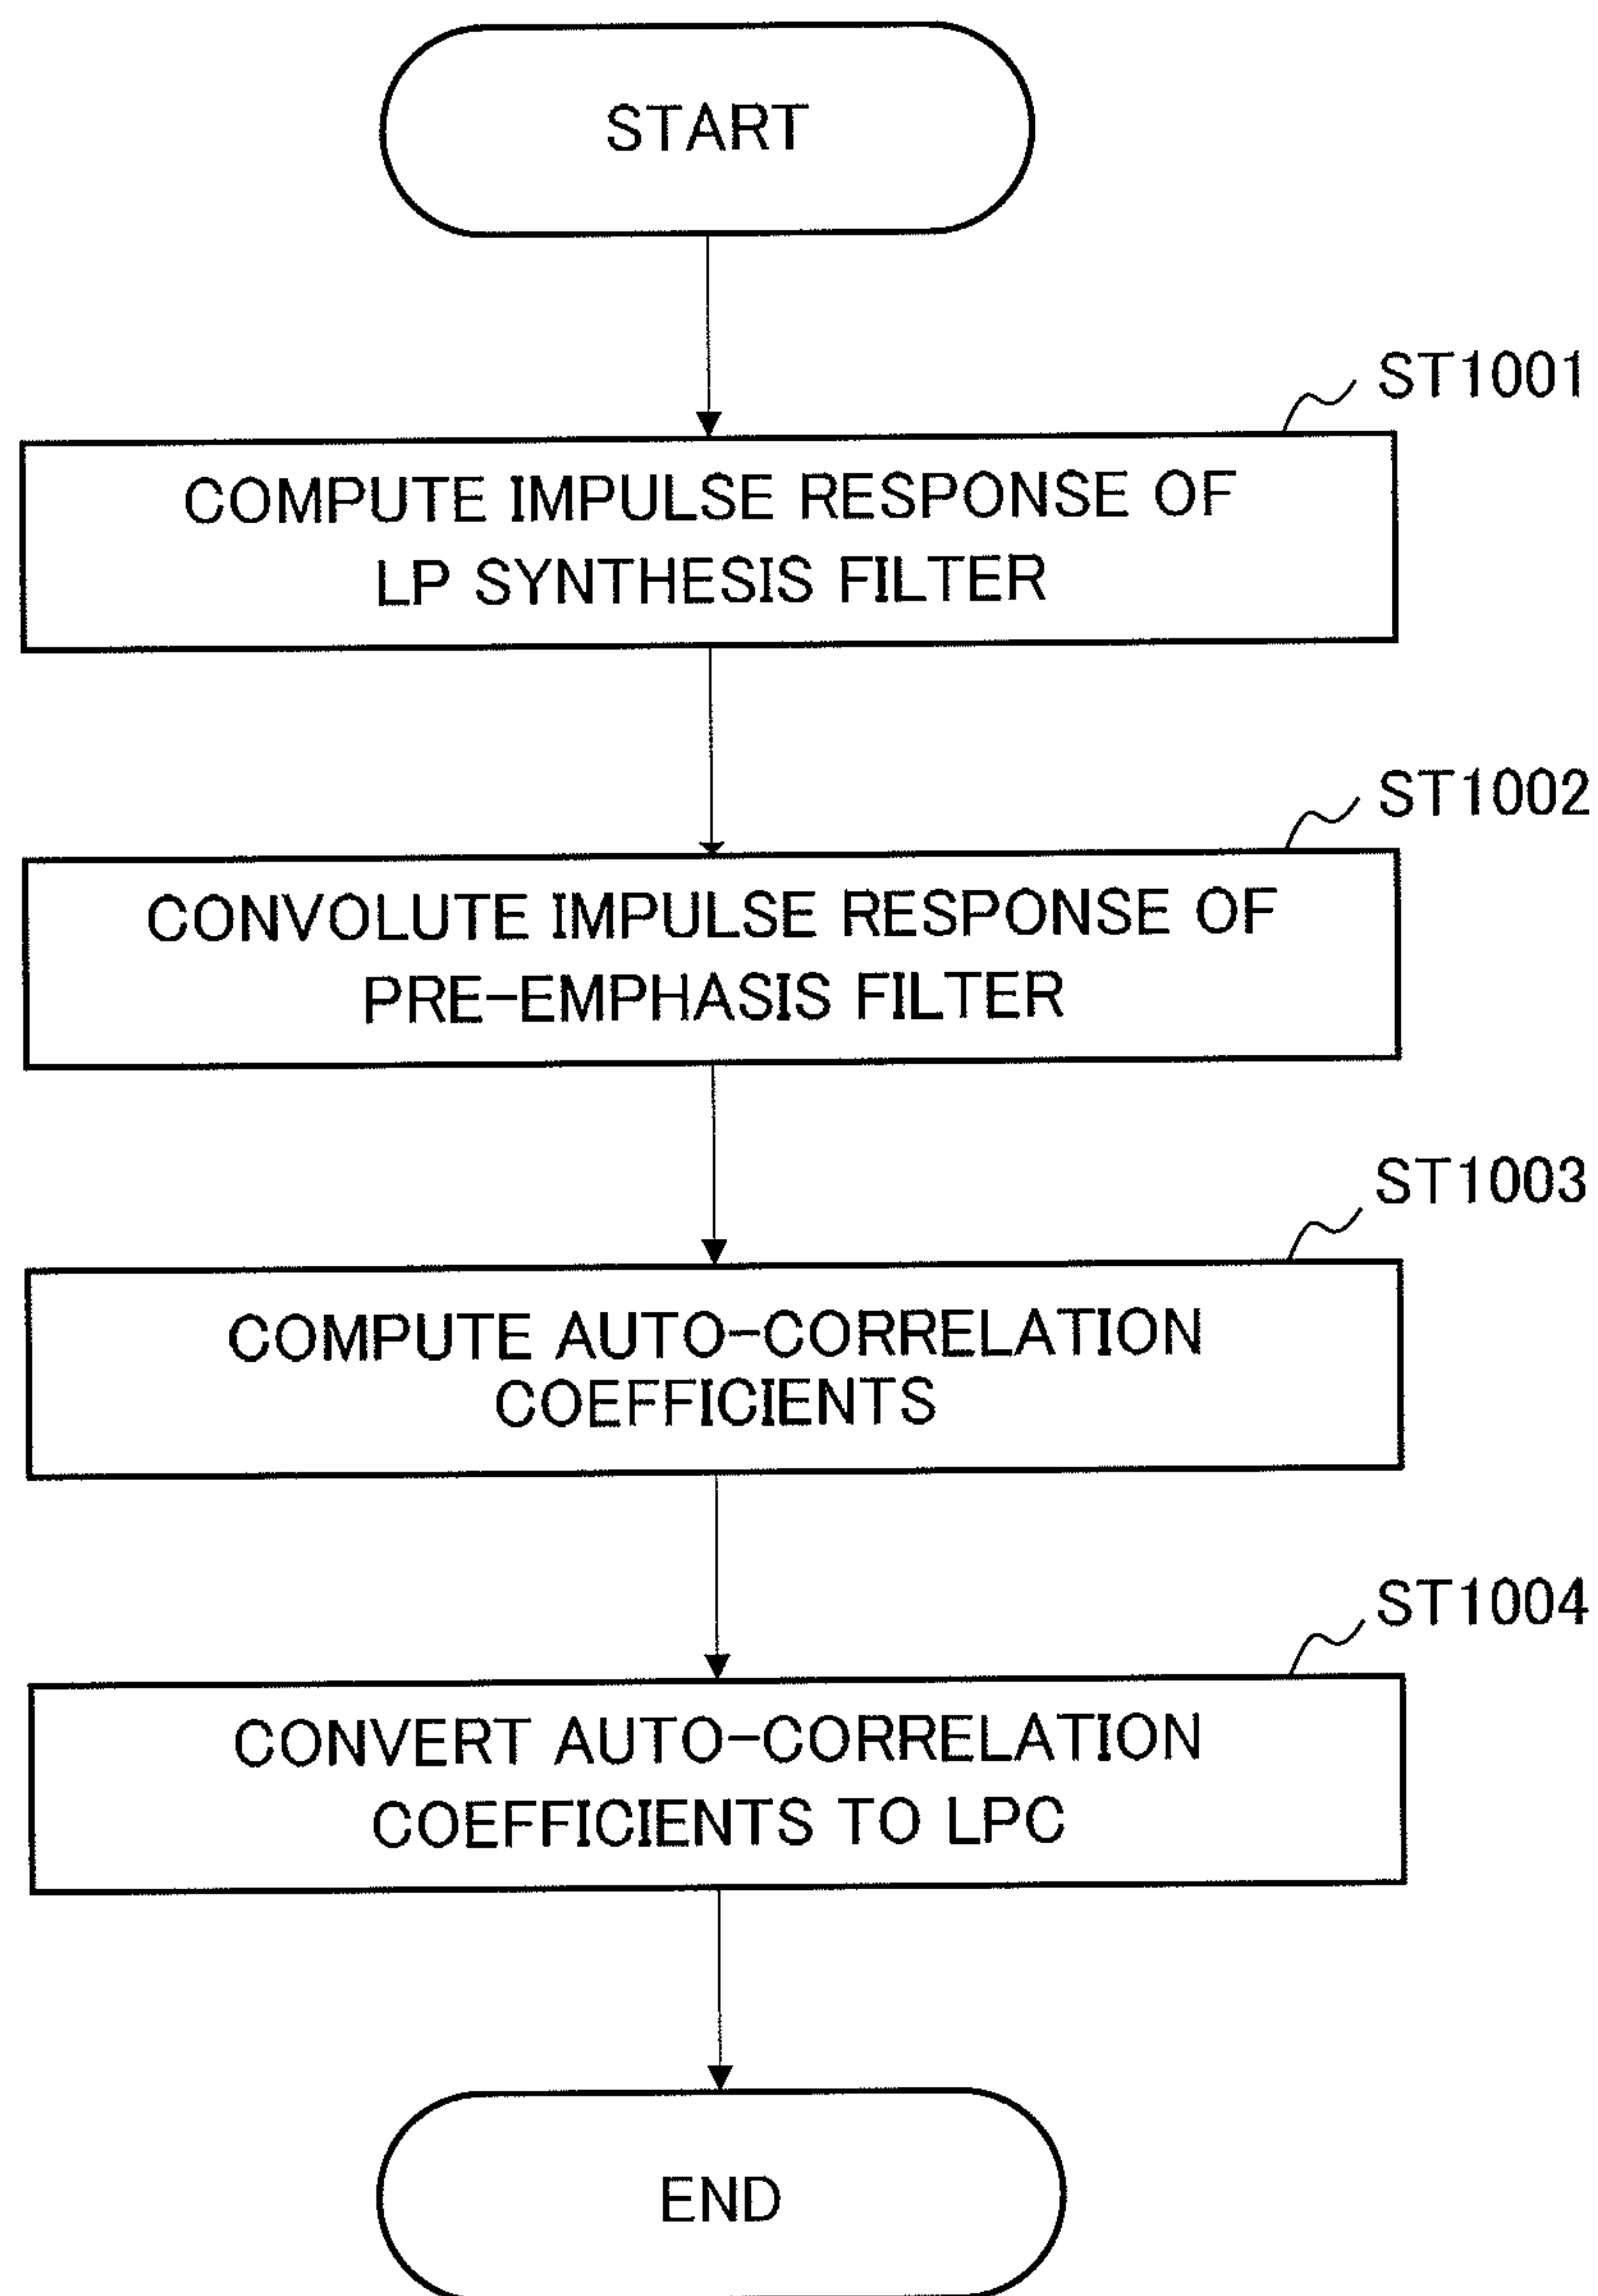 START
ST1001
COMPUTE IMPULSE RESPONSE OF
LP SYNTHESIS FILTER
ST1002
CONVOLUTE IMPULSE RESPONSE OF
PRE-EMPHASIS FILTER
ST1003
COMPUTE AUTO-CORRELATION
COEFFICIENTS
ST1004
CONVERT AUTO-CORRELATION
COEFFICIENTS TO LPC
END